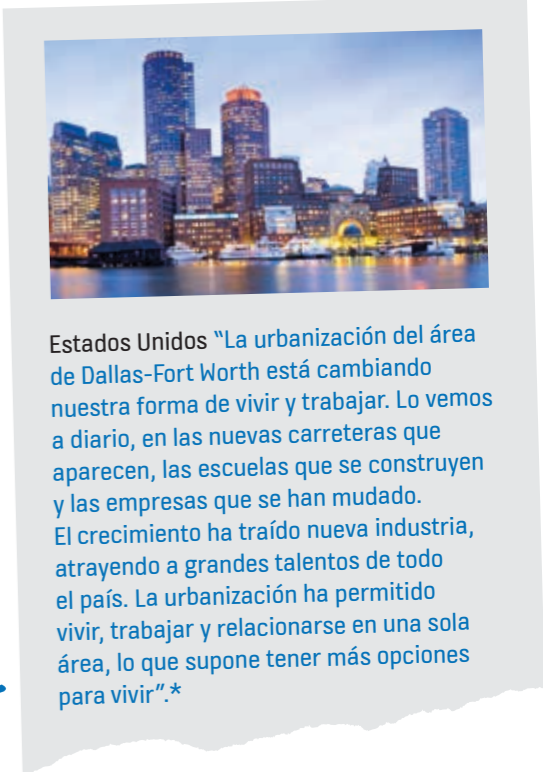 Estados Unidos “La urbanización del área
de Dallas-Fort Worth está cambiando
nuestra forma de vivir y trabajar. Lo vemos
a diario, en las nuevas carreteras que
aparecen, las escuelas que se construyen
y las empresas que se han mudado.
El crecimiento ha traído nueva industria,
atrayendo a grandes talentos de todo
el país. La urbanización ha permitido
vivir, trabajar y relacionarse en una sola
área, lo que supone tener más opciones
para vivir”.*